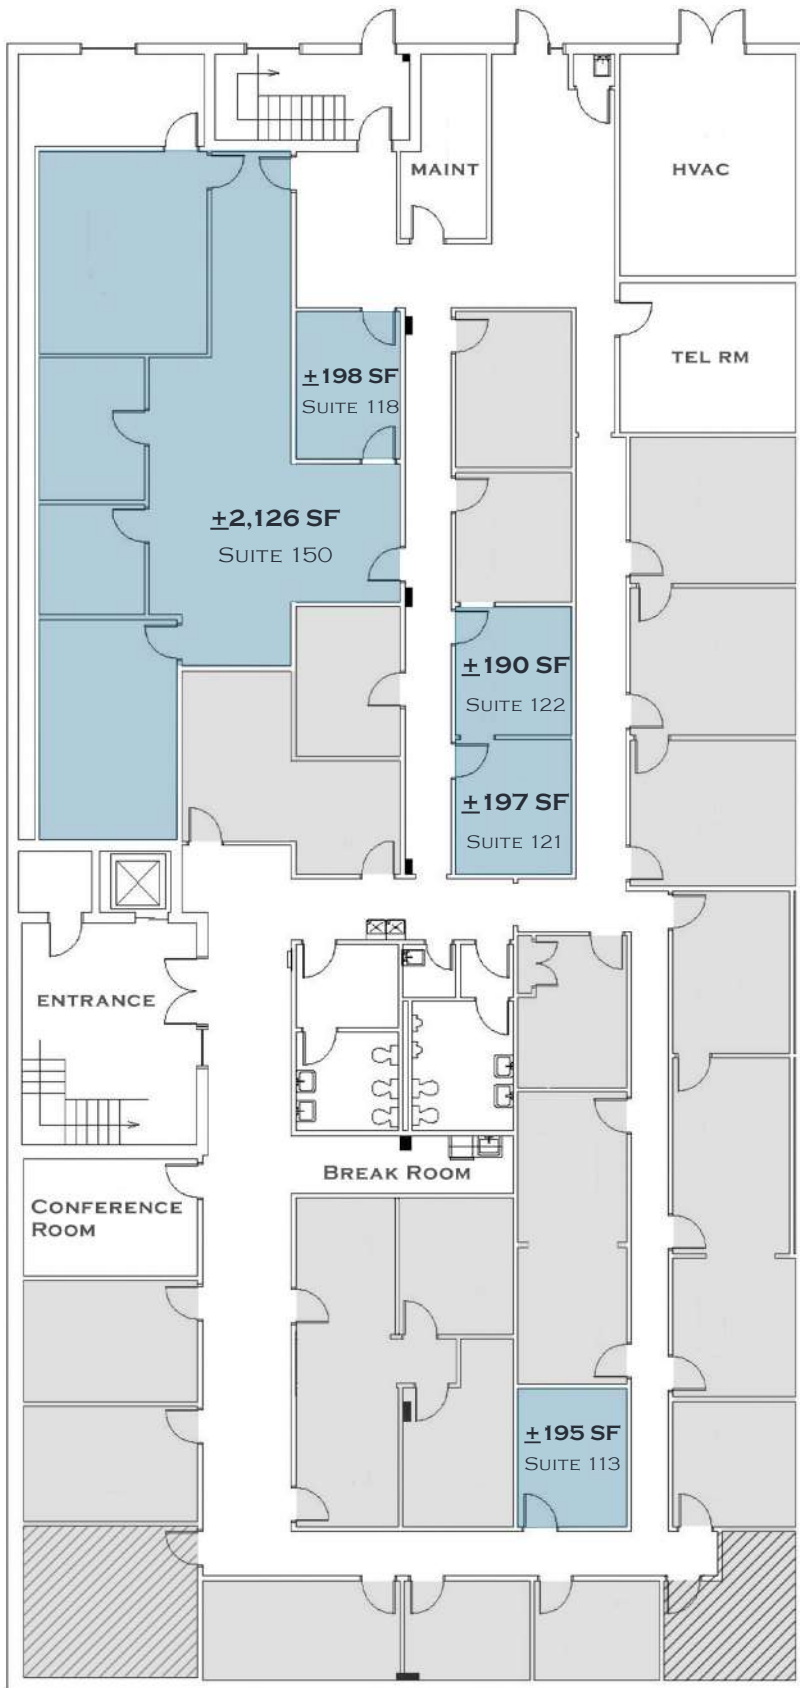 MAINT
HVAC
TEL RM
±198 SF
SUITE 118
±2,126 SF
SUITE 150
±190 SF
SUITE 122
±197 SF
SUITE 121
ENTRANCE
BREAK ROOM
CONFERENCE
ROOM
±195 SF
SUITE 113